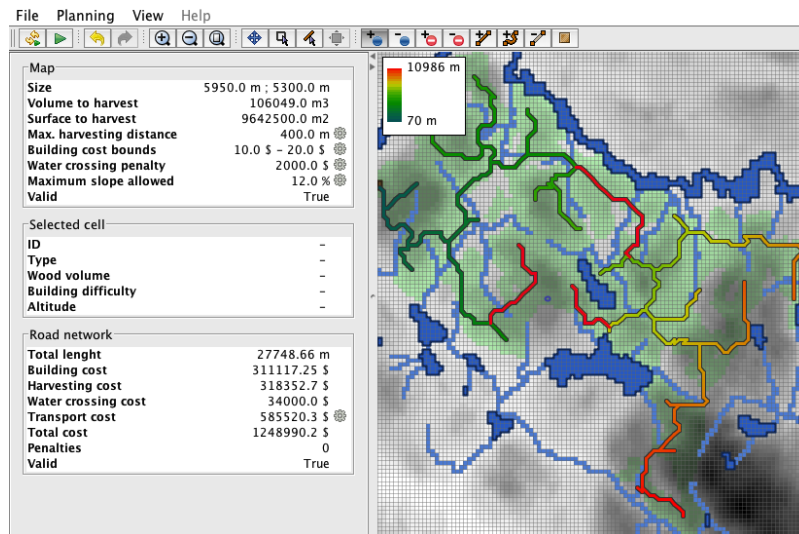 File Planning View Help
Map
Size 5950.0 m ; 5300.0 m
Volume to harvest 106049.0 m3
Surface to harvest 9642500.0 m2
Max. harvesting distance 400.0 m
Building cost bounds 10.0 $ – 20.0 $
Water crossing penalty 2000.0 $
Maximum slope allowed 12.0 %
Valid True
Selected cell
ID –
Type –
Wood volume –
Building difficulty –
Altitude –
Road network
Total lenght 27748.66 m
Building cost 311117.25 $
Harvesting cost 318352.7 $
Water crossing cost 34000.0 $
Transport cost 585520.3 $
Total cost 1248990.2 $
Penalties 0
Valid True
10986 m
70 m